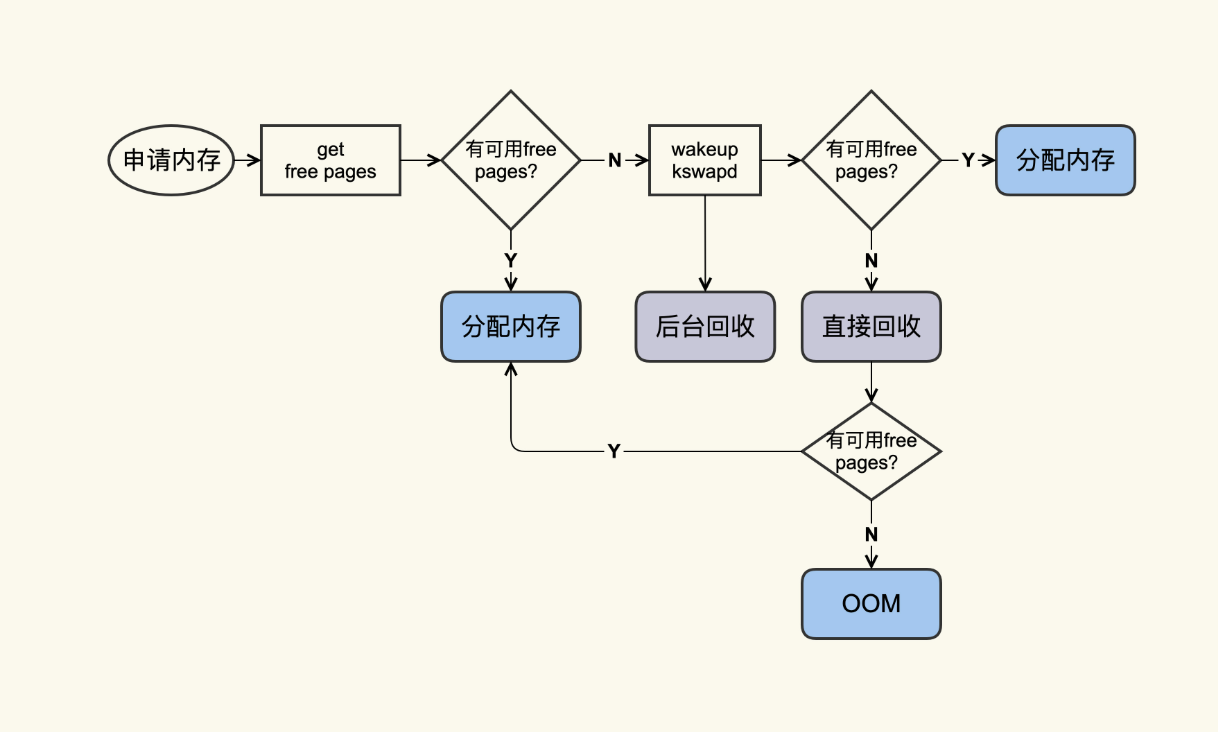 申请内存
get
free pages
有可用free
pages?
N
wakeup
kswapd
有可用free
pages?
Y
分配内存
Y
N
分配内存
后台回收
直接回收
有可用free
pages?
Y
N
OOM